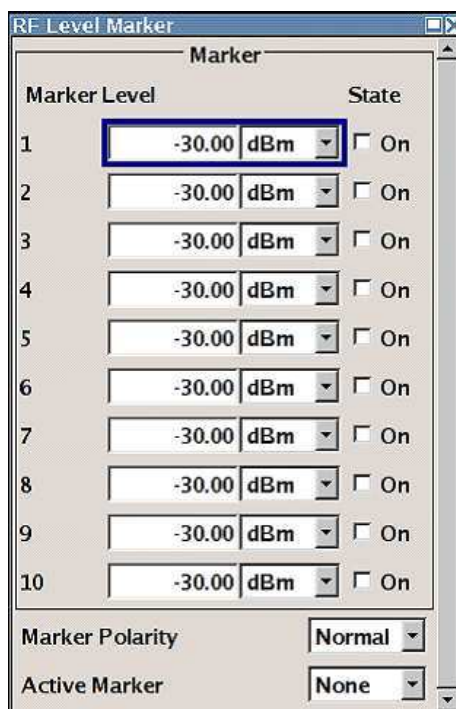 RF Level Marker
Marker
Marker Level State
1 -30.00 dBm On
2 -30.00 dBm On
3 -30.00 dBm On
4 -30.00 dBm On
5 -30.00 dBm On
6 -30.00 dBm On
7 -30.00 dBm On
8 -30.00 dBm On
9 -30.00 dBm On
10 -30.00 dBm On
Marker Polarity Normal
Active Marker None